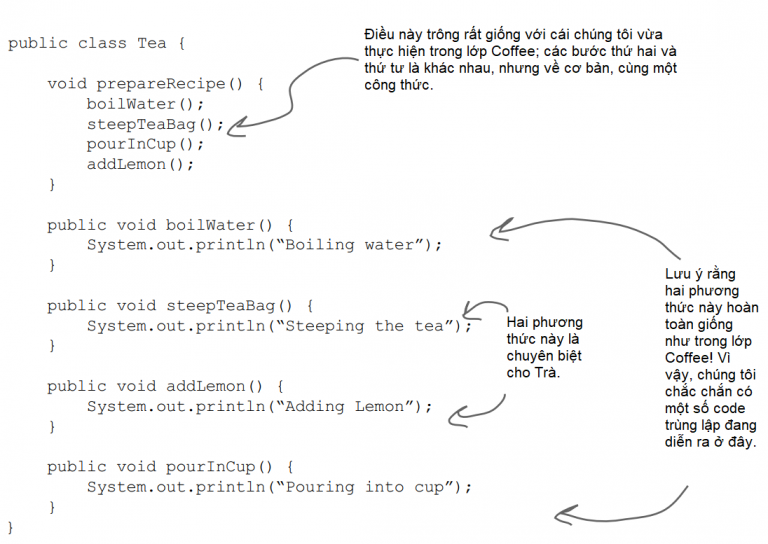 public class Tea {
void prepareRecipe() {
boilWater();
steepTeaBag();
pourInCup();
addLemon();
}
public void boilWater() {
System.out.println(“Boiling water”);
}
public void steepTeaBag() {
System.out.println(“Steeping the tea”);
}
public void addLemon() {
System.out.println(“Adding Lemon”);
}
public void pourInCup() {
System.out.println(“Pouring into cup”);
}
}
Điều này trông rất giống với cái chúng tôi vừa
thực hiện trong lớp Coffee; các bước thứ hai và
thứ tư là khác nhau, nhưng về cơ bản, cùng một
công thức.
Hai phương
thức này là
chuyên biệt
cho Trà.
Lưu ý rằng
hai phương
thức này hoàn
toàn giống
như trong lớp
Coffee! Vì
vậy, chúng tôi
chắc chắn có
một số code
trùng lập đang
diễn ra ở đây.